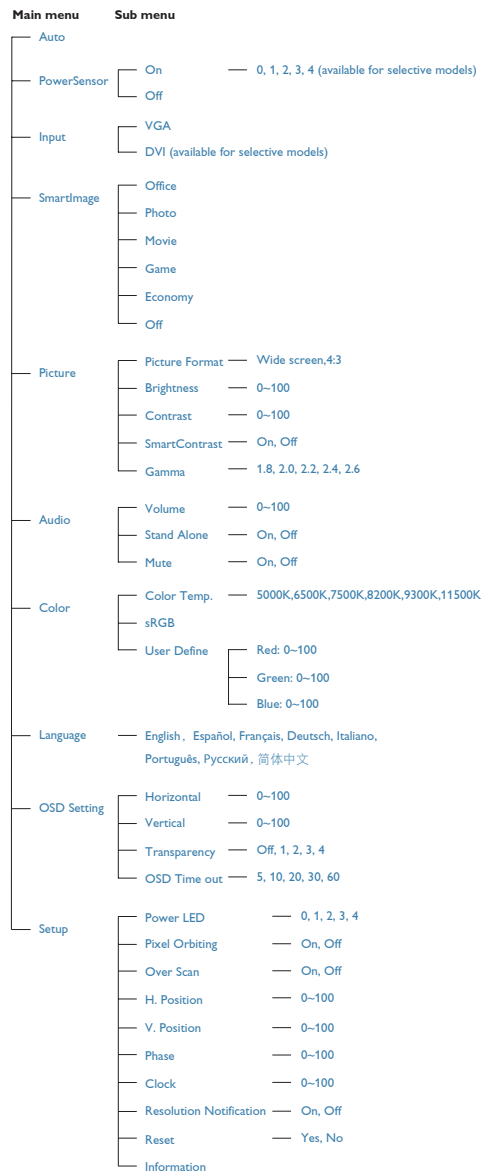 Main menu Sub menu
Auto
PowerSensor
On 0, 1, 2, 3, 4 (available for selective models)
Off
Input
VGA
DVI (available for selective models)
SmartImage
Office
Photo
Movie
Game
Economy
Off
Picture
Picture Format Wide screen,4:3
Brightness 0~100
Contrast 0~100
SmartContrast On, Off
Gamma 1.8, 2.0, 2.2, 2.4, 2.6
Audio
Volume 0~100
Stand Alone On, Off
Mute On, Off
Color
Color Temp. 5000K,6500K,7500K,8200K,9300K,11500K
sRGB
User Define Red: 0~100
Green: 0~100
Blue: 0~100
Language English, Español, Français, Deutsch, Italiano,
Português, Русский, 简体中文
OSD Setting
Horizontal 0~100
Vertical 0~100
Transparency Off, 1, 2, 3, 4
OSD Time out 5, 10, 20, 30, 60
Setup
Power LED 0, 1, 2, 3, 4
Pixel Orbiting On, Off
Over Scan On, Off
H. Position 0~100
V. Position 0~100
Phase 0~100
Clock 0~100
Resolution Notification On, Off
Reset Yes, No
Information